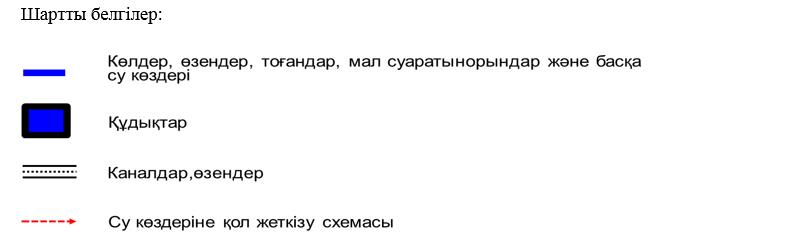 Шартты белгілер:
Көлдер, өзендер, тоғандар, мал суаратынорындар және басқа
су көздері
Құдықтар
Каналдар,өзендер
Су көздеріне қол жеткізу схемасы